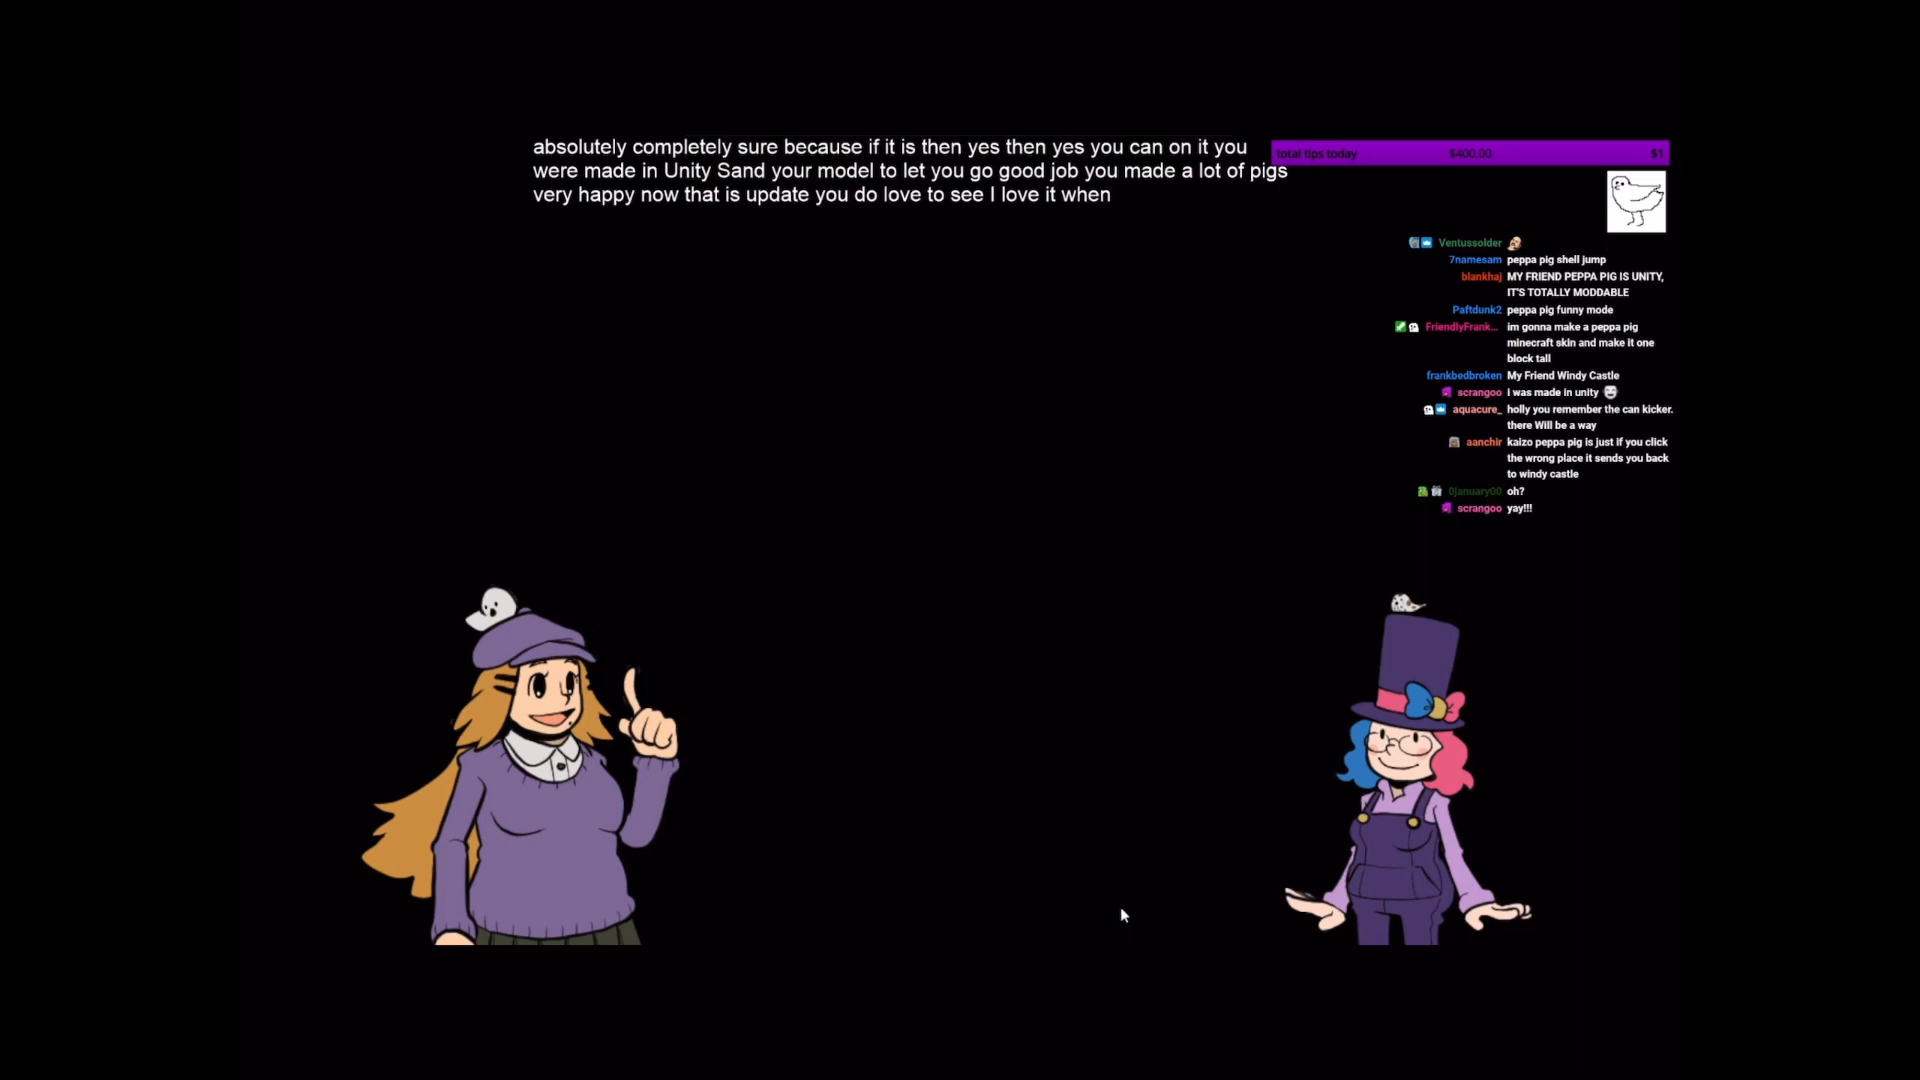 absolutely completely sure because if it is then yes then yes you can on it you
were made in Unity Sand your model to let you go good job you made a lot of pigs
very happy now that is update you do love to see I love it when
total tips today $400.00 $1
Ventussolder
7namesam peppa pig shell jump
blankhaj MY FRIEND PEPPA PIG IS UNITY,
IT'S TOTALLY MODDABLE
Paftdunk2 peppa pig funny mode
FriendlyFrank... im gonna make a peppa pig
minecraft skin and make it one
block tall
frankbedbroken My Friend Windy Castle
scrangoo i was made in unity
aquacure_ holly you remember the can kicker.
there Will be a way
aanchir kaizo peppa pig is just if you click
the wrong place it sends you back
to windy castle
0january00 oh?
scrangoo yay!!!